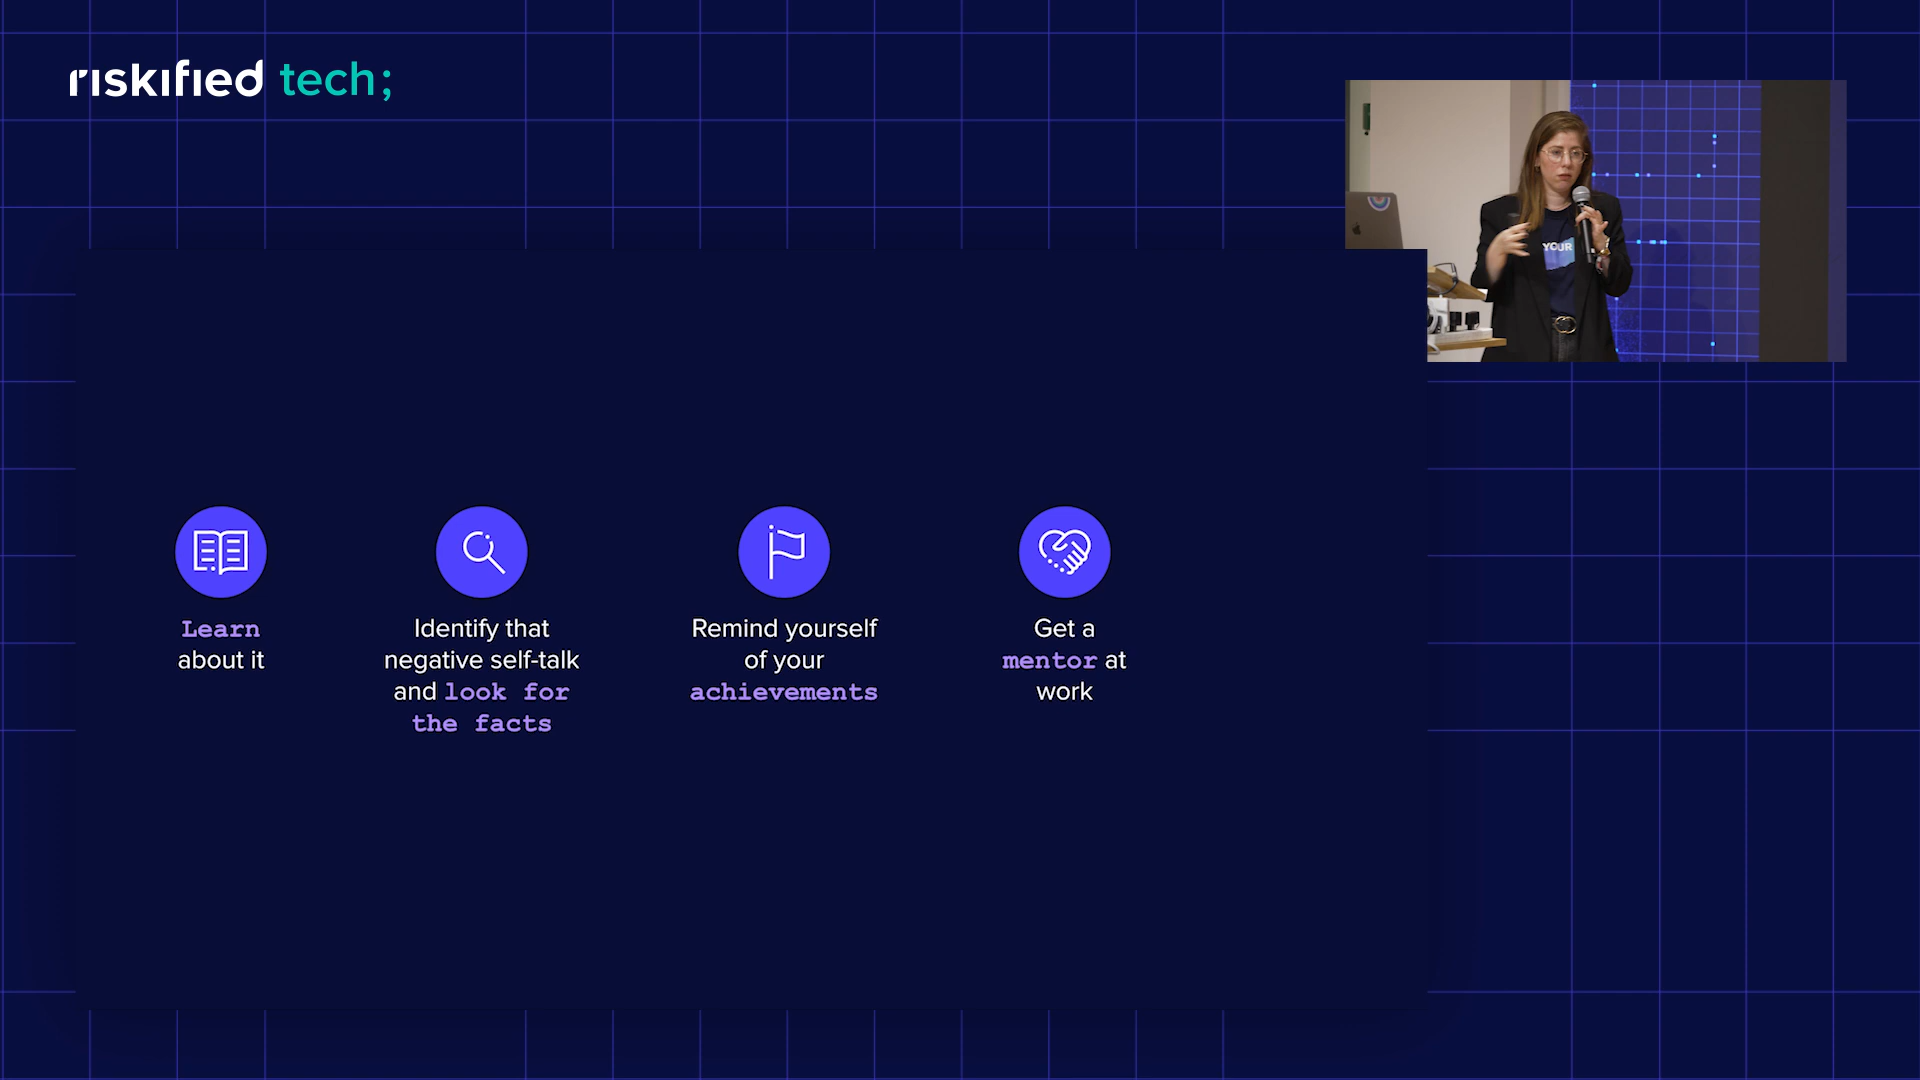 riskified tech;
YOUR
Learn
about it
Identify that
negative self-talk
and look for
the facts
Remind yourself
of your
achievements
Get a
mentor at
work